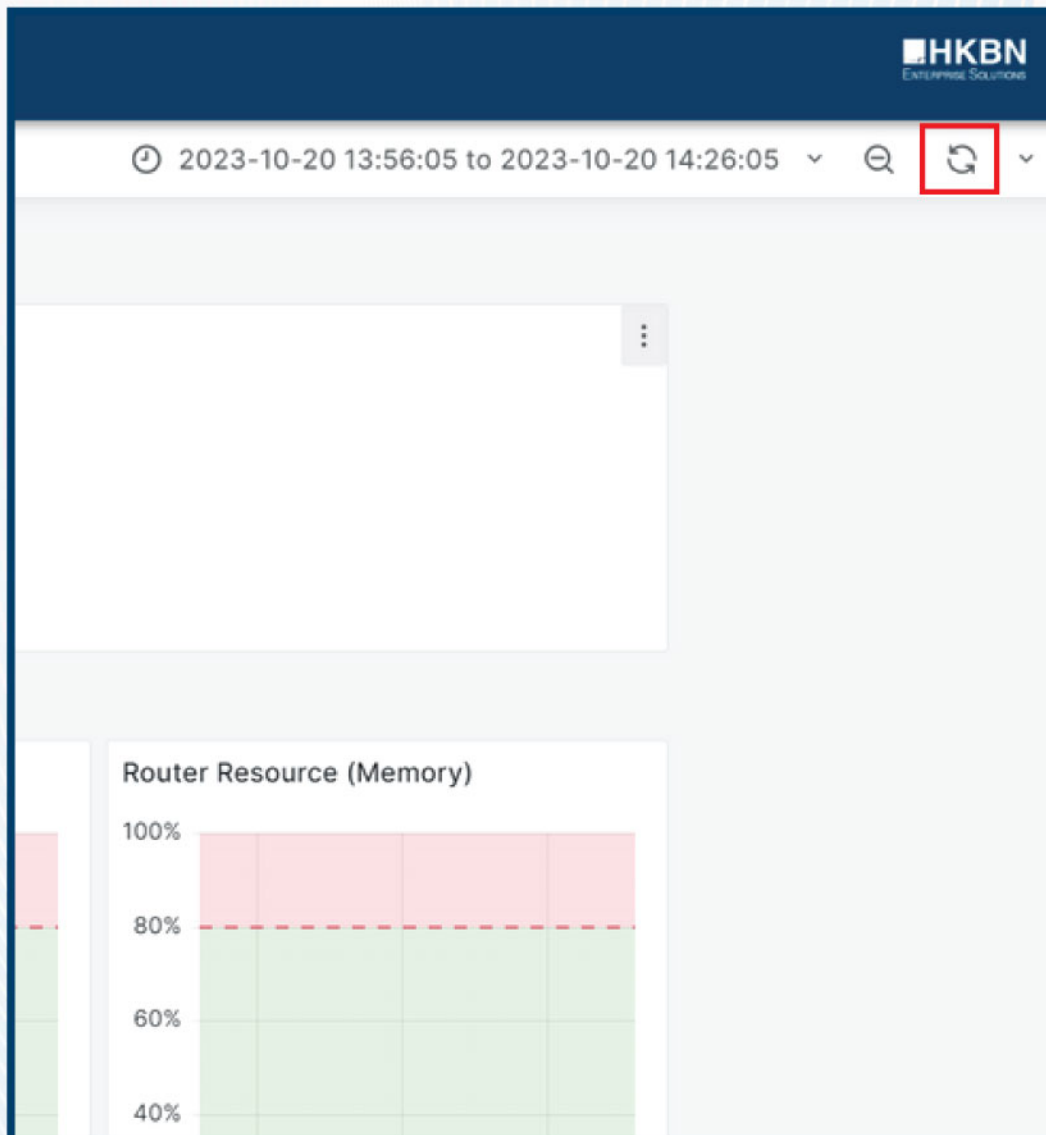 HKBN
ENTERPRISE SOLUTIONS
2023-10-20 13:56:05 to 2023-10-20 14:26:05
Router Resource (Memory)
100%
80%
60%
40%